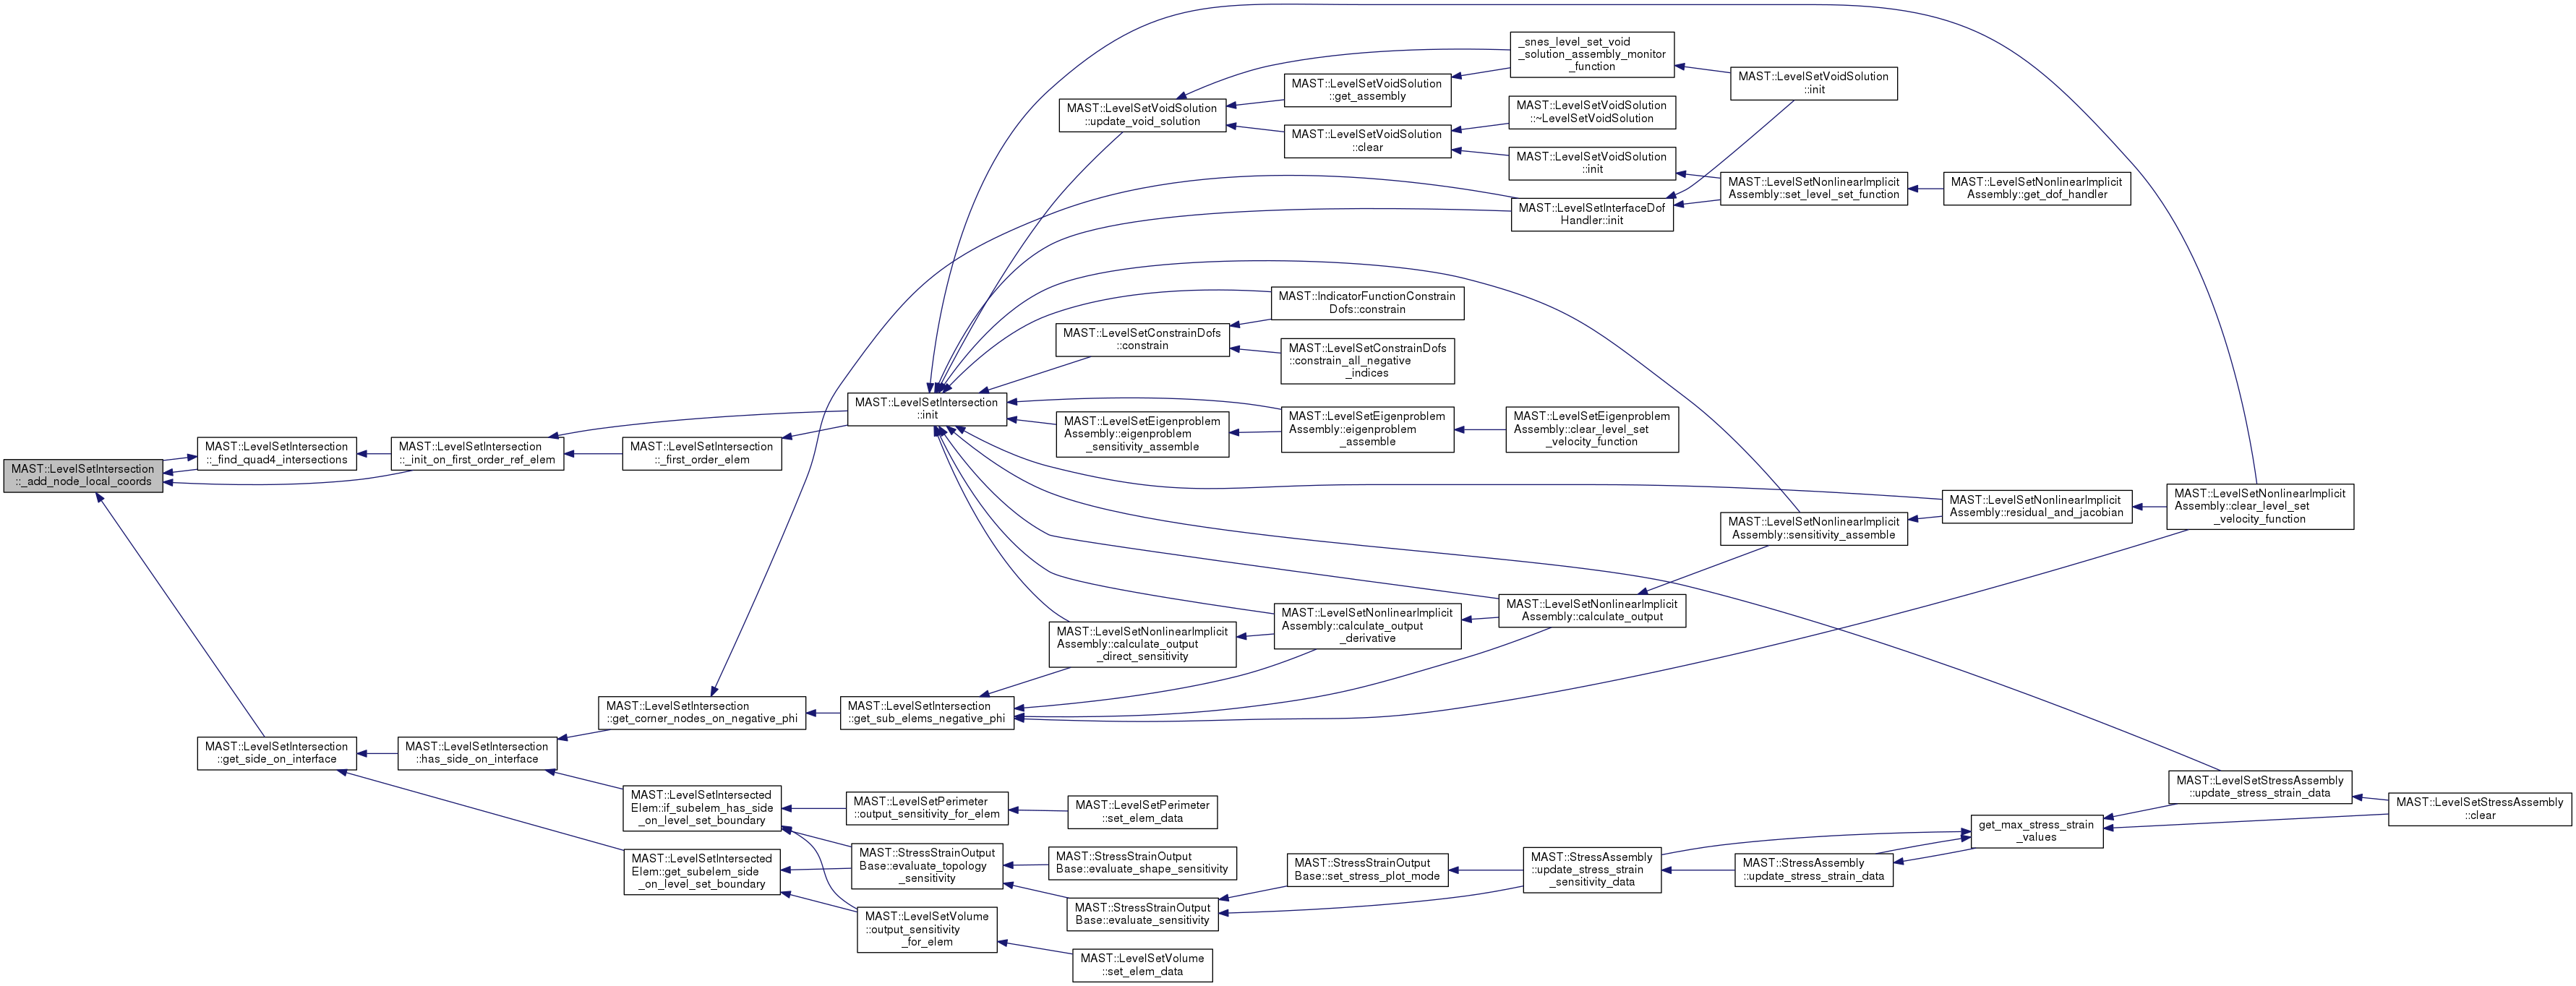 MAST::LevelSetIntersection
::_add_node_local_coords
MAST::LevelSetIntersection
::_find_quad4_intersections
MAST::LevelSetIntersection
::_init_on_first_order_ref_elem
MAST::LevelSetIntersection
::_first_order_elem
MAST::LevelSetIntersection
::init
MAST::LevelSetVoidSolution
::update_void_solution
MAST::LevelSetVoidSolution
::get_assembly
_snes_level_set_void
_solution_assembly_monitor
_function
MAST::LevelSetVoidSolution
::init
MAST::LevelSetVoidSolution
::clear
MAST::LevelSetVoidSolution
::~LevelSetVoidSolution
MAST::LevelSetVoidSolution
::init
MAST::LevelSetNonlinearImplicit
Assembly::set_level_set_function
MAST::LevelSetNonlinearImplicit
Assembly::get_dof_handler
MAST::LevelSetInterfaceDof
Handler::init
MAST::IndicatorFunctionConstrain
Dofs::constrain
MAST::LevelSetConstrainDofs
::constrain
MAST::LevelSetConstrainDofs
::constrain_all_negative
_indices
MAST::LevelSetEigenproblem
Assembly::eigenproblem
_sensitivity_assemble
MAST::LevelSetEigenproblem
Assembly::eigenproblem
_assemble
MAST::LevelSetEigenproblem
Assembly::clear_level_set
_velocity_function
MAST::LevelSetNonlinearImplicit
Assembly::sensitivity_assemble
MAST::LevelSetNonlinearImplicit
Assembly::residual_and_jacobian
MAST::LevelSetNonlinearImplicit
Assembly::clear_level_set
_velocity_function
MAST::LevelSetNonlinearImplicit
Assembly::calculate_output
_direct_sensitivity
MAST::LevelSetNonlinearImplicit
Assembly::calculate_output
_derivative
MAST::LevelSetNonlinearImplicit
Assembly::calculate_output
MAST::LevelSetIntersection
::get_side_on_interface
MAST::LevelSetIntersection
::has_side_on_interface
MAST::LevelSetIntersection
::get_corner_nodes_on_negative_phi
MAST::LevelSetIntersection
::get_sub_elems_negative_phi
MAST::LevelSetIntersected
Elem::if_subelem_has_side
_on_level_set_boundary
MAST::LevelSetPerimeter
::output_sensitivity_for_elem
MAST::LevelSetPerimeter
::set_elem_data
MAST::LevelSetIntersected
Elem::get_subelem_side
_on_level_set_boundary
MAST::StressStrainOutput
Base::evaluate_topology
_sensitivity
MAST::StressStrainOutput
Base::evaluate_shape_sensitivity
MAST::StressStrainOutput
Base::evaluate_sensitivity
MAST::StressStrainOutput
Base::set_stress_plot_mode
MAST::StressAssembly
::update_stress_strain
_sensitivity_data
MAST::StressAssembly
::update_stress_strain_data
get_max_stress_strain
_values
MAST::LevelSetStressAssembly
::update_stress_strain_data
MAST::LevelSetStressAssembly
::clear
MAST::LevelSetVolume
::output_sensitivity
_for_elem
MAST::LevelSetVolume
::set_elem_data